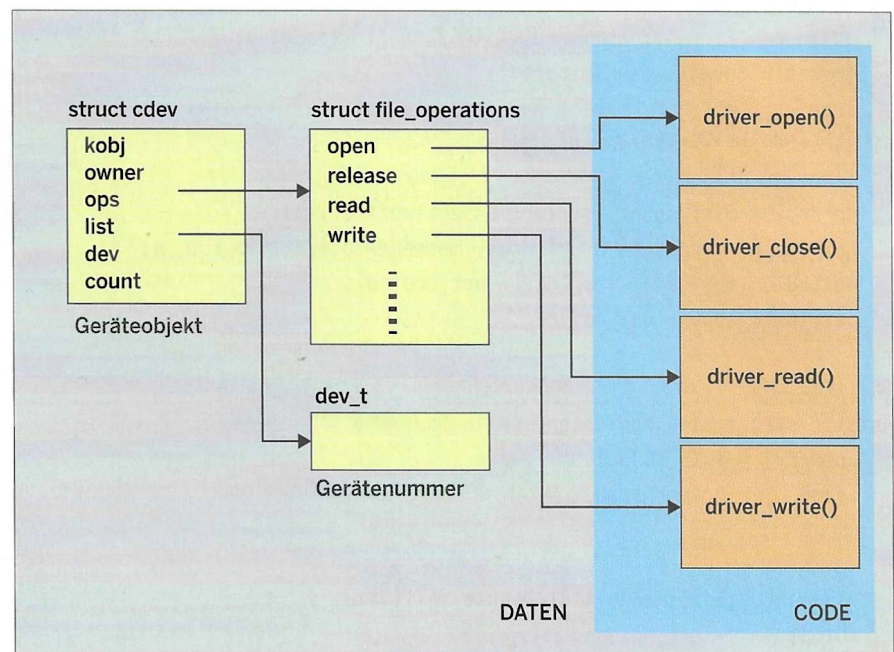 struct cdev
kobj
owner
ops
list
dev
count
Geräteobjekt
struct file_operations
open
release
read
write
dev_t
Gerätenummer
driver_open()
driver_close()
driver_read()
driver_write()
DATEN
CODE